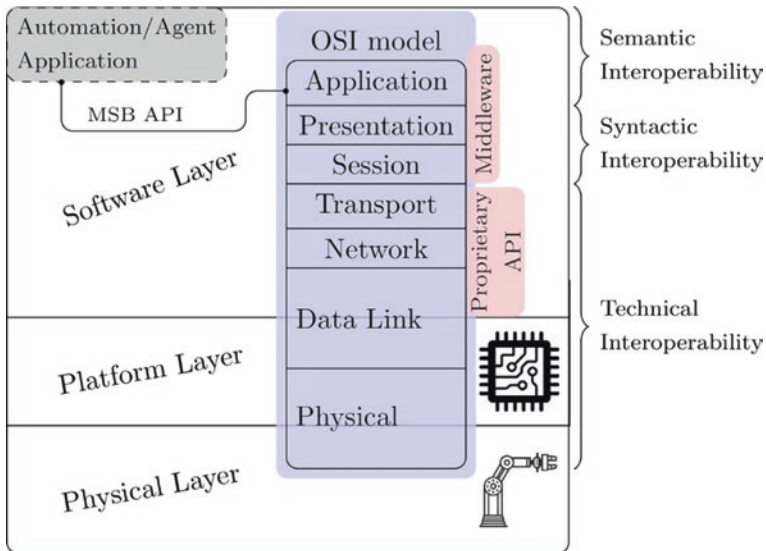 Automation/Agent
Application
MSB API
OSI model
Application
Presentation
Session
Transport
Network
Data Link
Physical
Middleware
Proprietary
API
Software Layer
Platform Layer
Physical Layer
Semantic
Interoperability
Syntactic
Interoperability
Technical
Interoperability